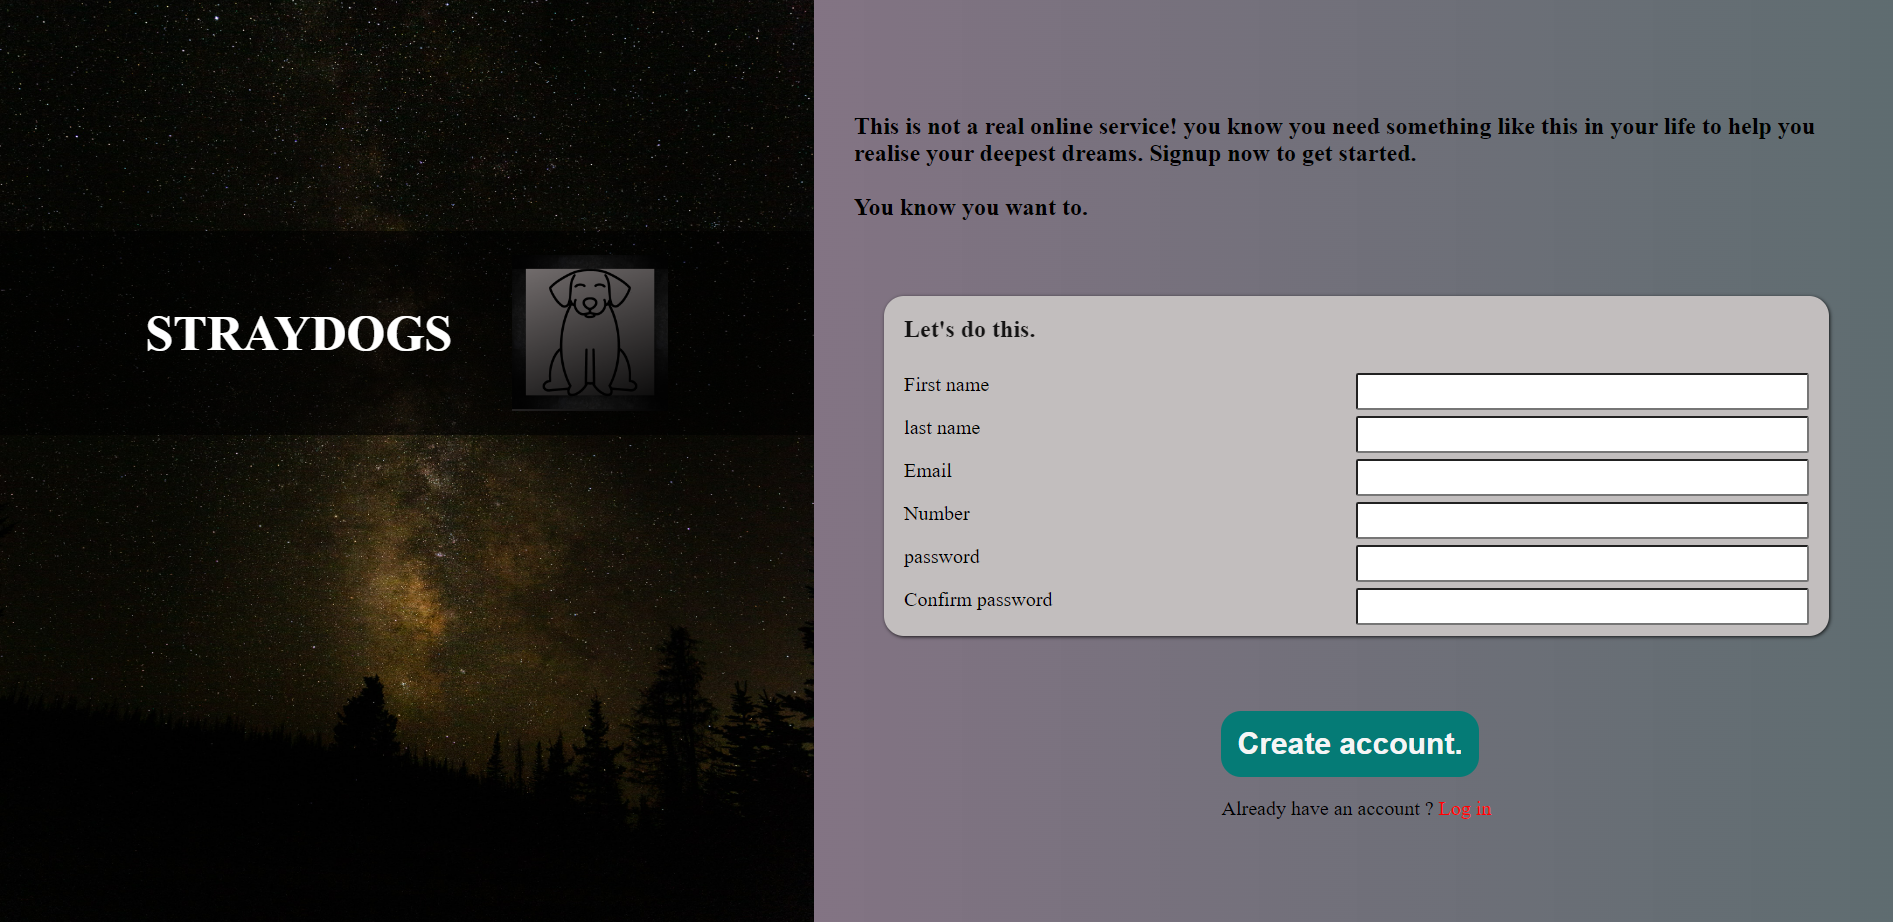 STRAYDOGS
This is not a real online service! you know you need something like this in your life to help you
realise your deepest dreams. Signup now to get started.
You know you want to.
Let's do this.
First name
last name
Email
Number
password
Confirm password
Create account.
Already have an account ? Log in